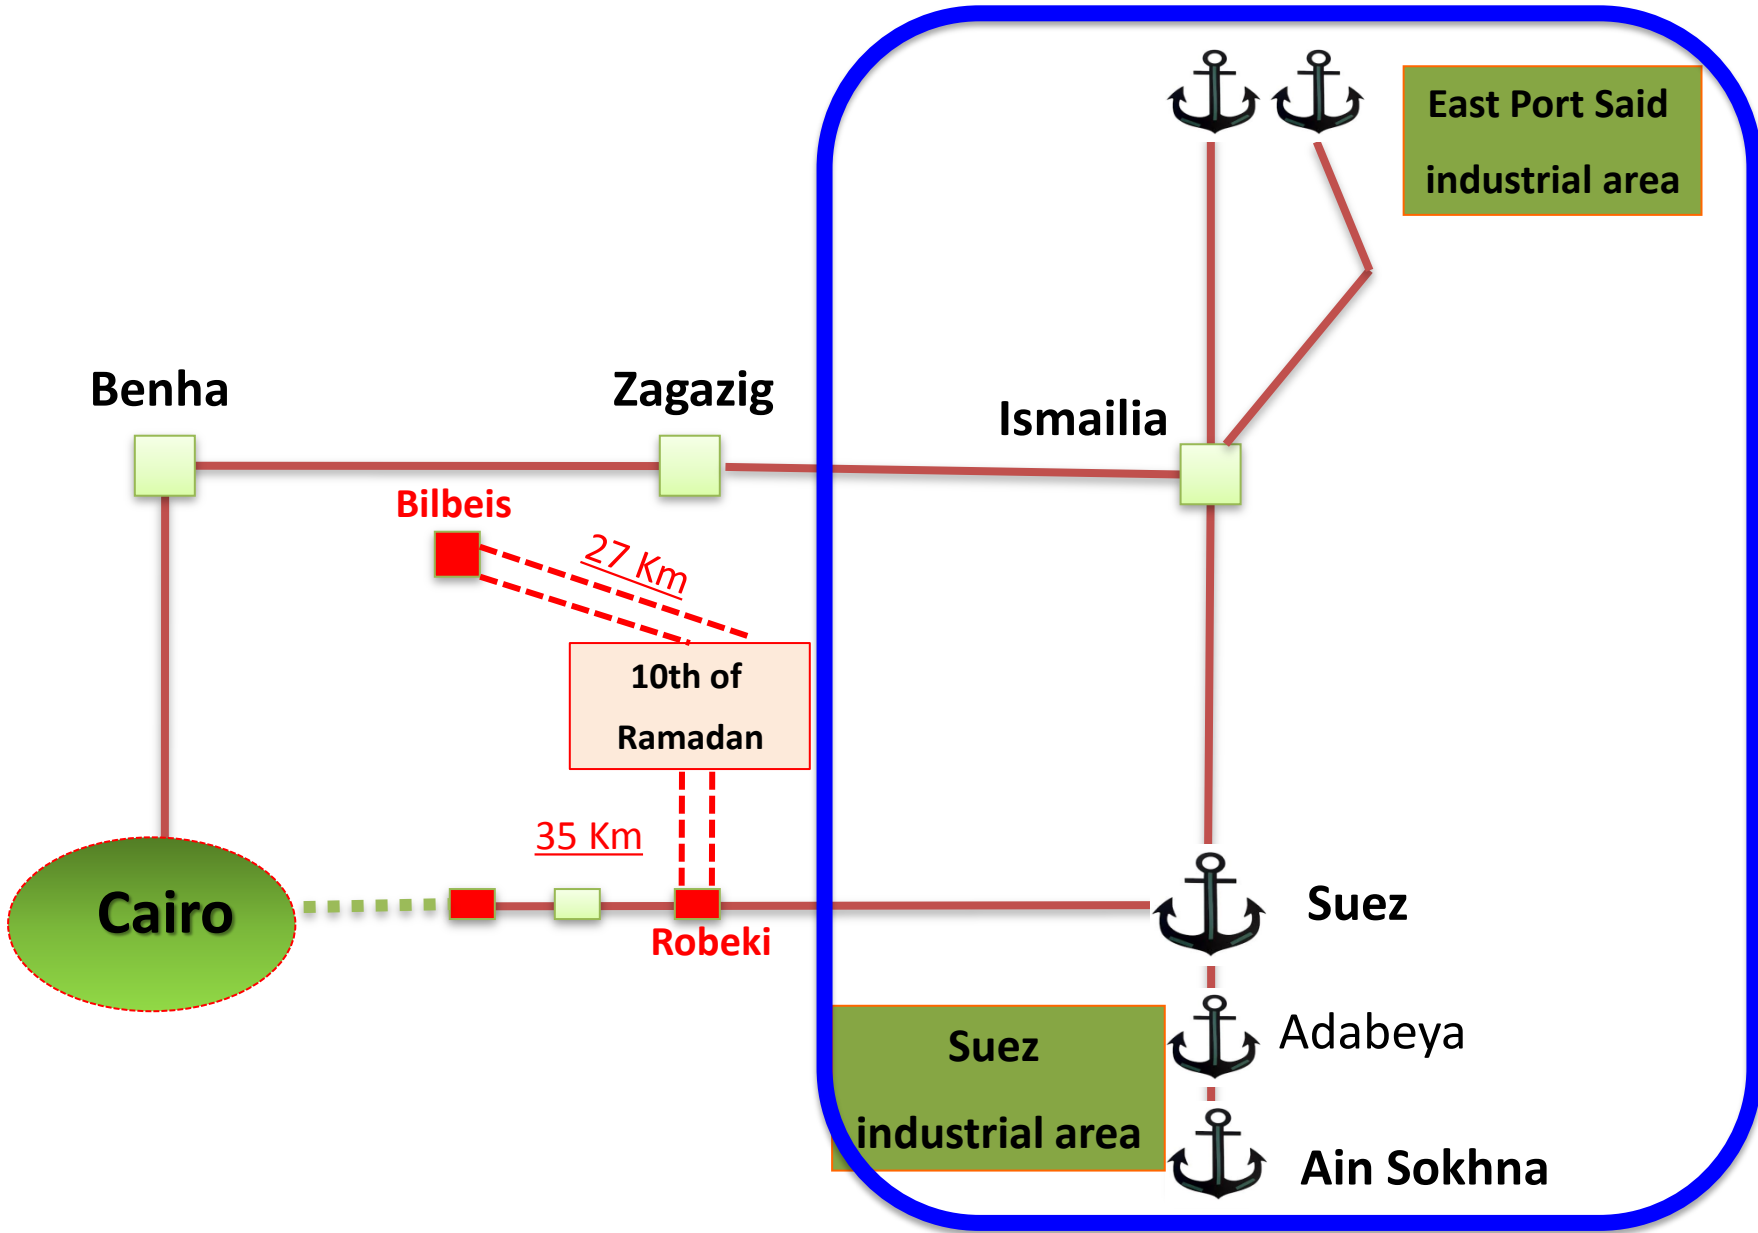 East Port Said
industrial area
Benha
Zagazig
Ismailia
Bilbeis
27 Km
10th of
Ramadan
35 Km
Cairo
Suez
Robeki
Adabeya
Suez
industrial area
Ain Sokhna